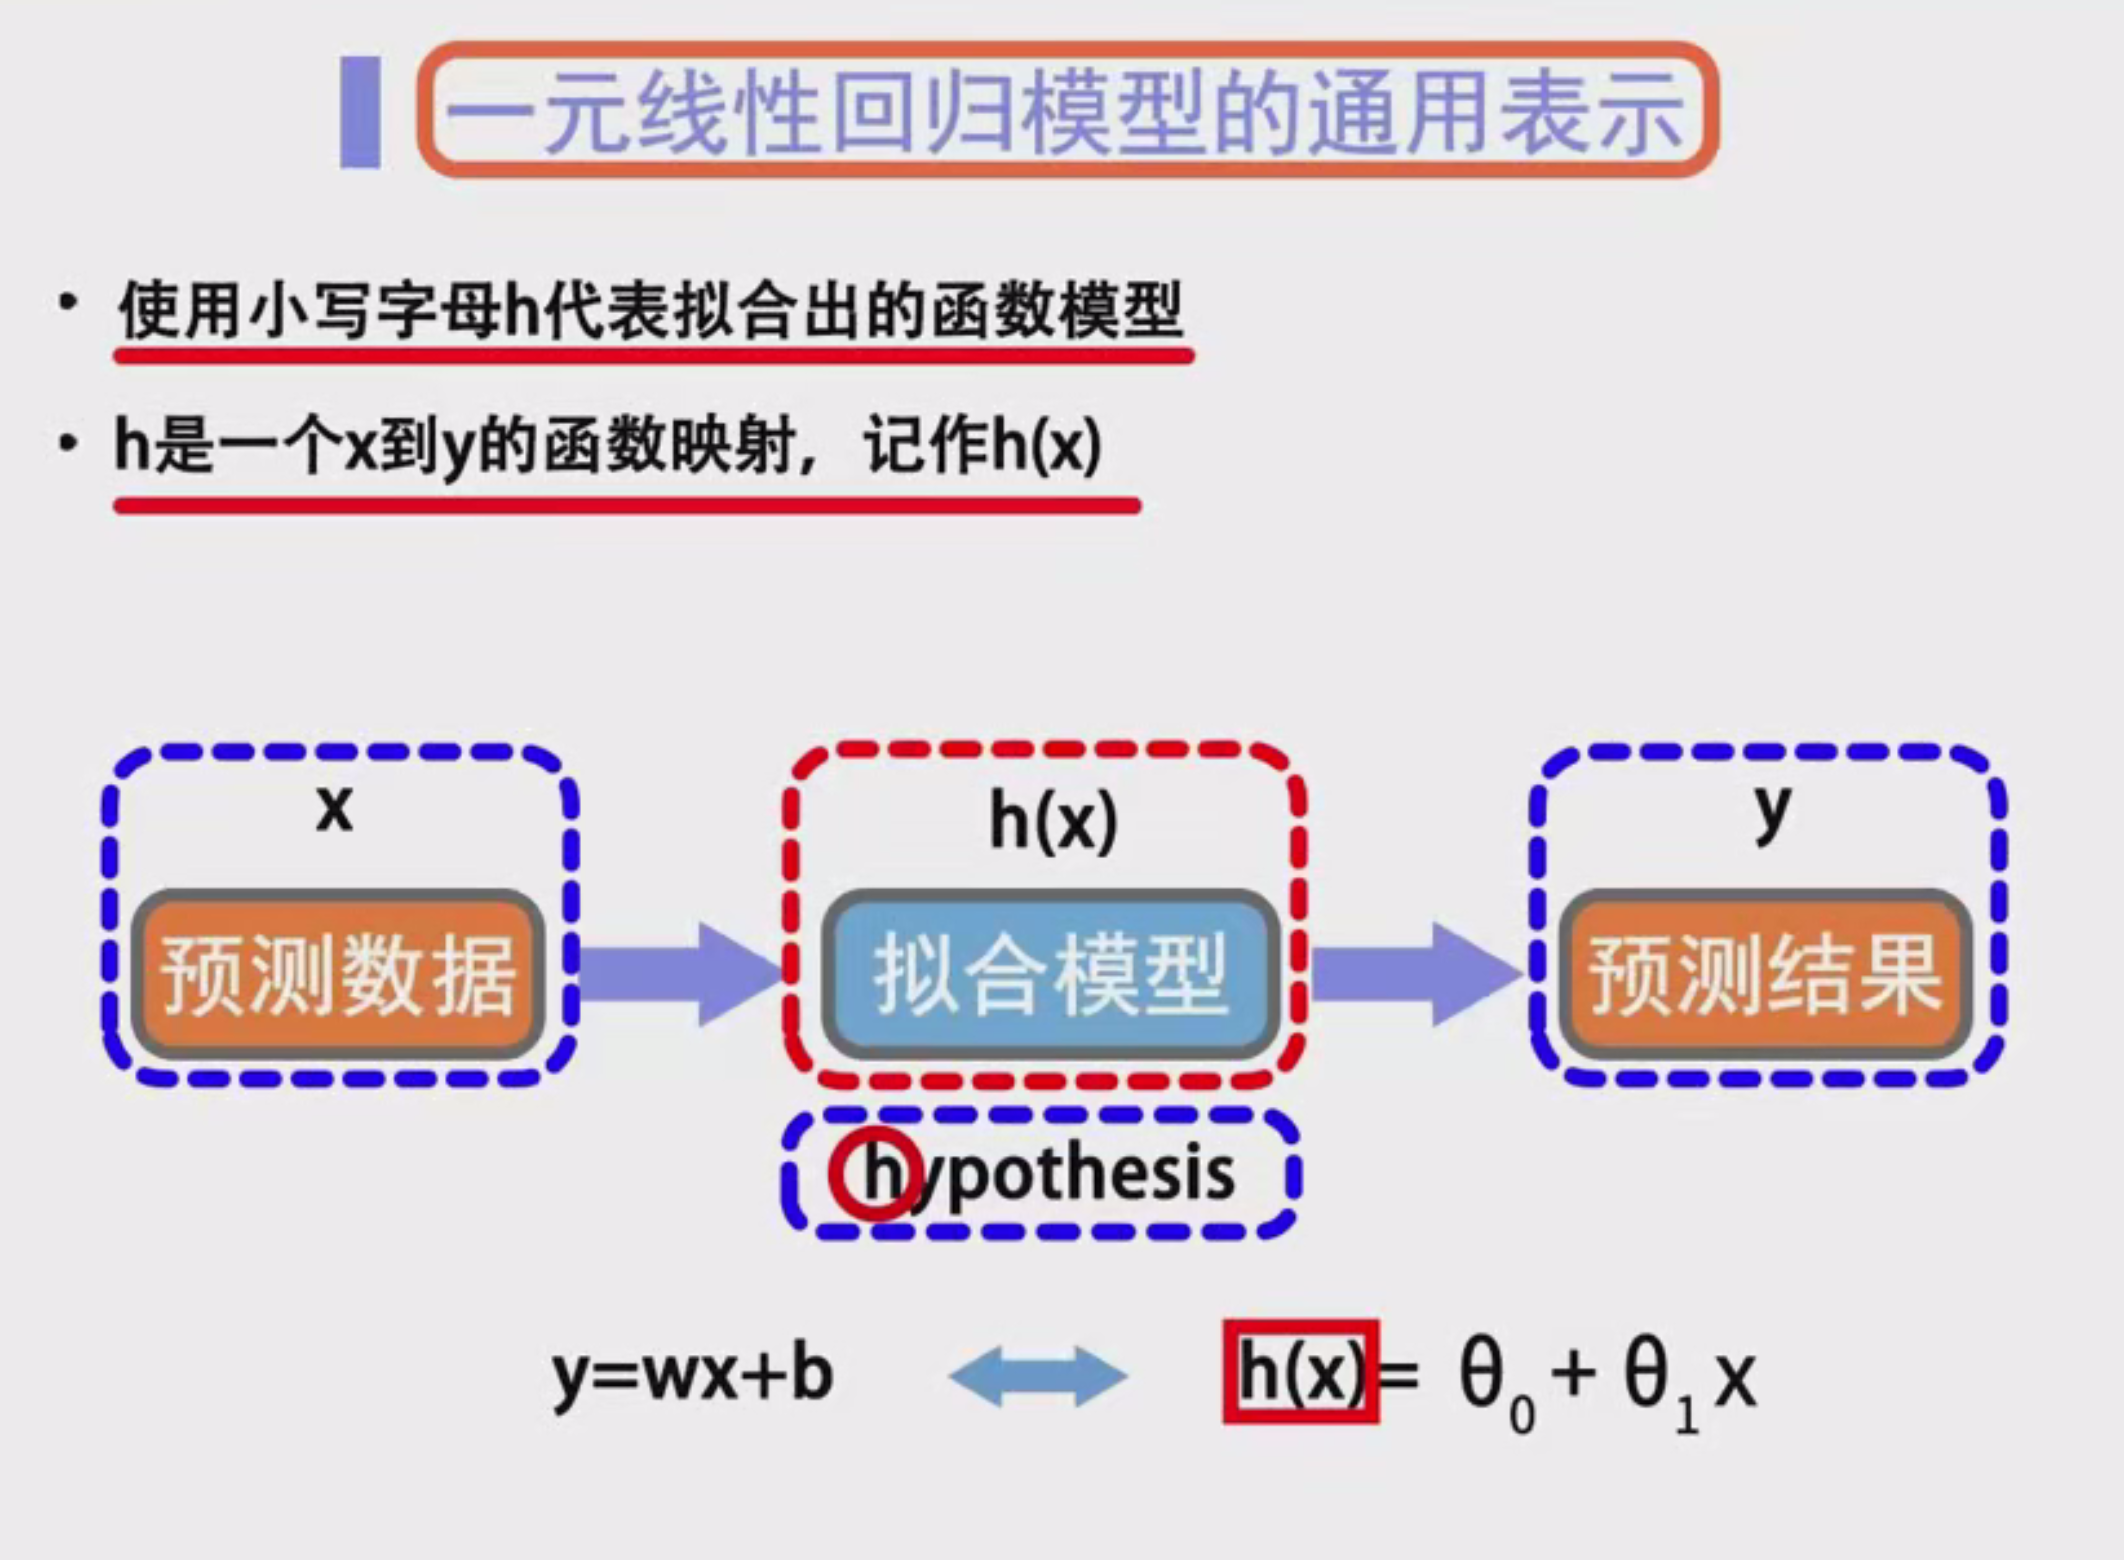 一元线性回归模型的通用表示
• 使用小写字母h代表拟合出的函数模型
• h是一个x到y的函数映射，记作h(x)
x
h(x)
y
预测数据
拟合模型
预测结果
hypothesis
y=wx+b
h(x)= θ₀ + θ₁ x